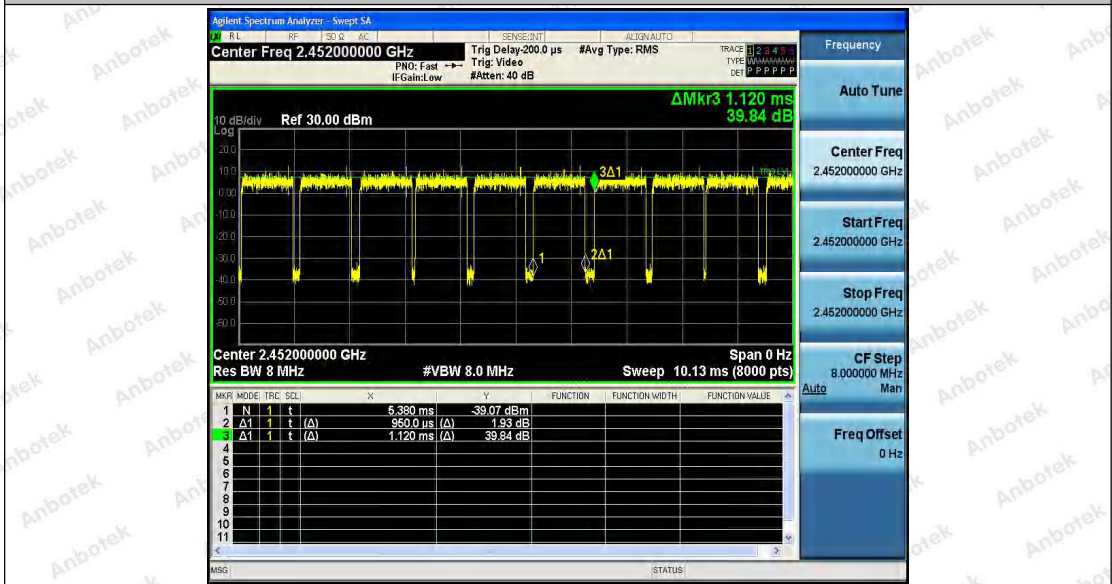 Agilent Spectrum Analyzer - Swept SA
RL RF 50 Ω AC SENSE:INT ALIGN AUTO
Center Freq 2.452000000 GHz
PNO: Fast
IFGain:Low
Trig Delay-200.0 µs #Avg Type: RMS
Trig: Video
#Atten: 40 dB
TRACE 1 2 3 4 5 6
TYPE
DET P P P P P P
ΔMkr3 1.120 ms
39.84 dB
10 dB/div Ref 30.00 dBm
Log
20.0
10.0
0.00
-10.0
-20.0
-30.0
-40.0
-50.0
-60.0
3Δ1
1
2Δ1
Center 2.452000000 GHz Span 0 Hz
Res BW 8 MHz #VBW 8.0 MHz Sweep 10.13 ms (8000 pts)
MKR MODE TRC SCL X Y FUNCTION FUNCTION WIDTH FUNCTION VALUE
1 N 1 t 5.380 ms -39.07 dBm
2 Δ1 1 t (Δ) 950.0 µs (Δ) 1.93 dB
3 Δ1 1 t (Δ) 1.120 ms (Δ) 39.84 dB
4
5
6
7
8
9
10
11
MSG STATUS
Frequency
Auto Tune
Center Freq
2.452000000 GHz
Start Freq
2.452000000 GHz
Stop Freq
2.452000000 GHz
CF Step
8.000000 MHz
Auto Man
Freq Offset
0 Hz
Anbotek